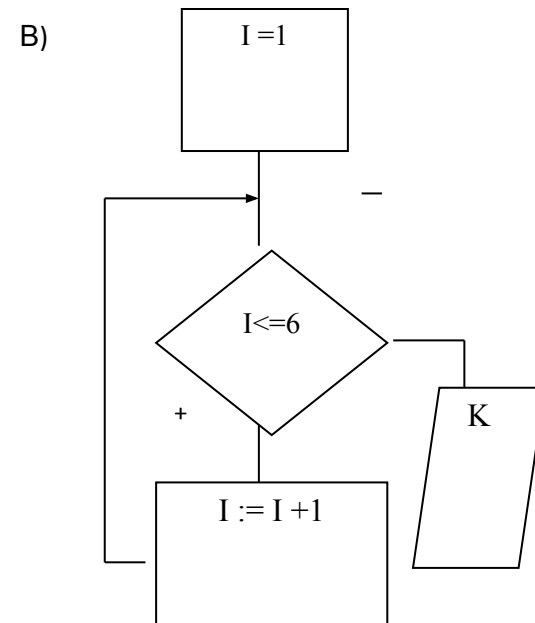 B)
I =1
–
I<=6
+
K
I := I +1